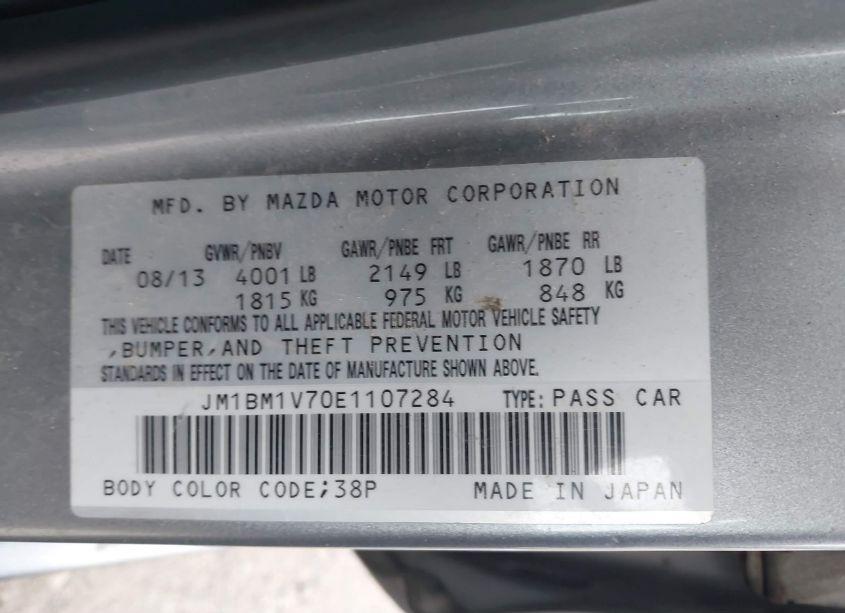 MFD. BY MAZDA MOTOR CORPORATION
DATE GVWR/PNBV GAWR/PNBE FRT GAWR/PNBE RR
08/13 4001 LB 2149 LB 1870 LB
1815 KG 975 KG 848 KG
THIS VEHICLE CONFORMS TO ALL APPLICABLE FEDERAL MOTOR VEHICLE SAFETY
,BUMPER,AND THEFT PREVENTION
STANDARDS IN EFFECT ON THE DATE OF MANUFACTURE SHOWN ABOVE.
JM1BM1V70E1107284 TYPE: PASS CAR
BODY COLOR CODE;38P MADE IN JAPAN